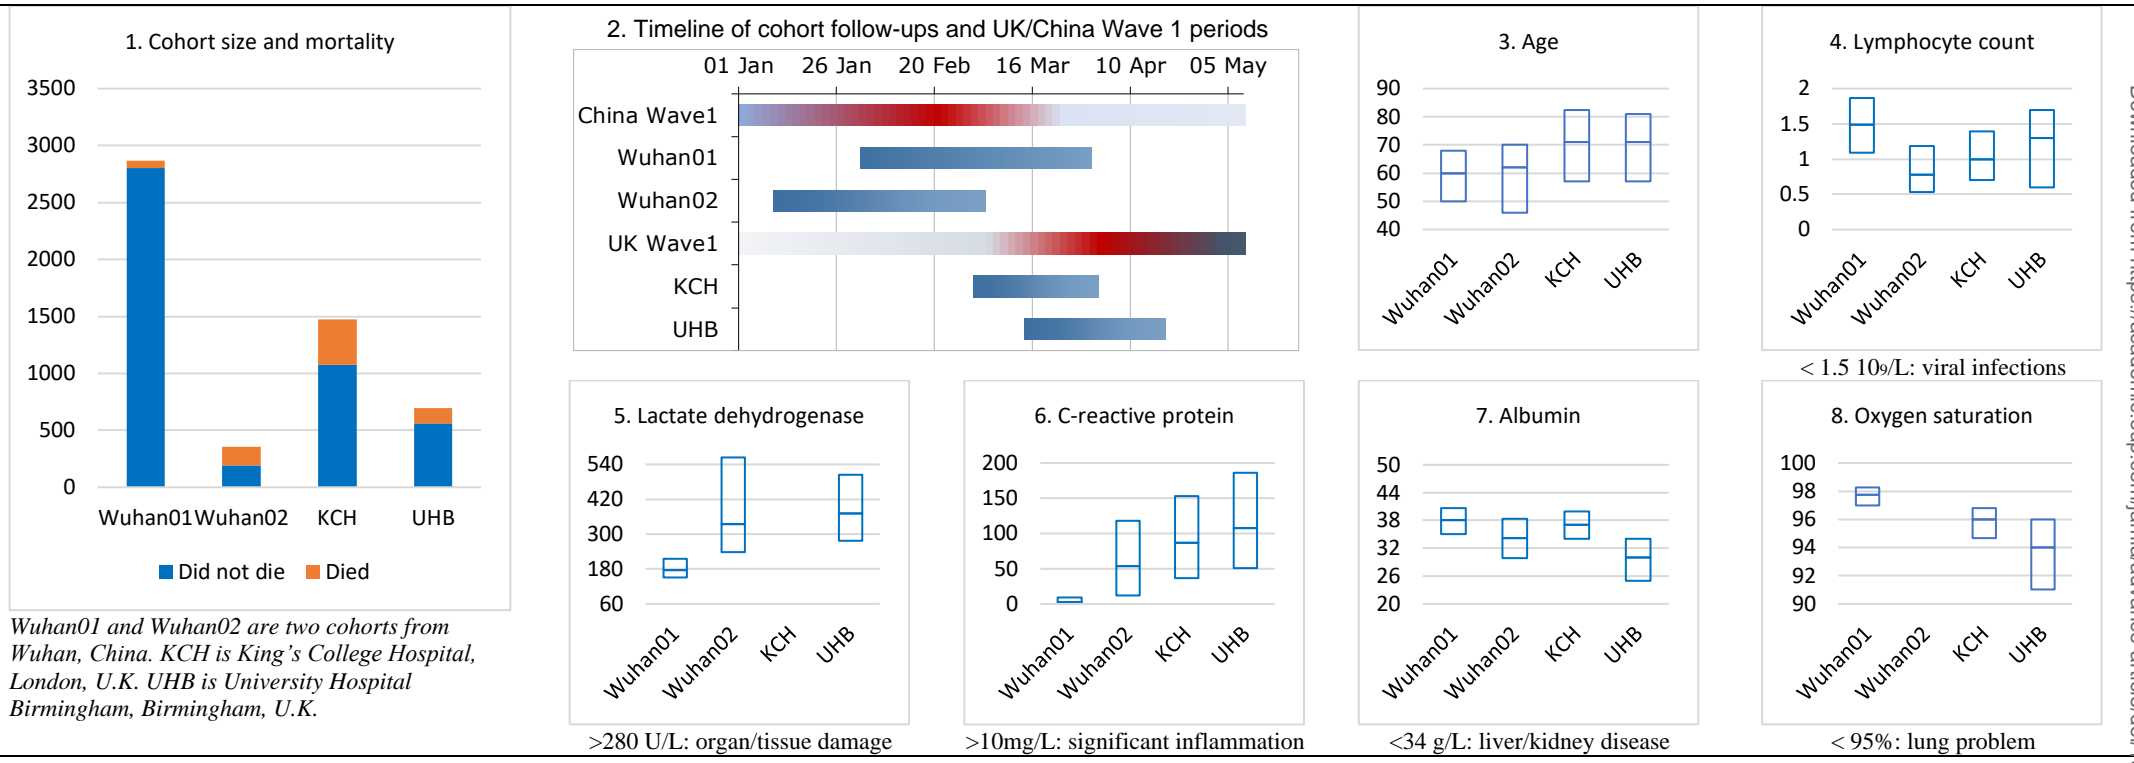 1. Cohort size and mortality
3500
3000
2500
2000
1500
1000
500
0
Wuhan01 Wuhan02 KCH UHB
Did not die Died
Wuhan01 and Wuhan02 are two cohorts from
Wuhan, China. KCH is King's College Hospital,
London, U.K. UHB is University Hospital
Birmingham, Birmingham, U.K.
2. Timeline of cohort follow-ups and UK/China Wave 1 periods
01 Jan 26 Jan 20 Feb 16 Mar 10 Apr 05 May
China Wave1
Wuhan01
Wuhan02
UK Wave1
KCH
UHB
3. Age
90
80
70
60
50
40
Wuhan01 Wuhan02 KCH UHB
4. Lymphocyte count
2
1.5
1
0.5
0
Wuhan01 Wuhan02 KCH UHB
< 1.5 109/L: viral infections
5. Lactate dehydrogenase
540
420
300
180
60
Wuhan01 Wuhan02 KCH UHB
>280 U/L: organ/tissue damage
6. C-reactive protein
200
150
100
50
0
Wuhan01 Wuhan02 KCH UHB
>10mg/L: significant inflammation
7. Albumin
50
44
38
32
26
20
Wuhan01 Wuhan02 KCH UHB
<34 g/L: liver/kidney disease
8. Oxygen saturation
100
98
96
94
92
90
Wuhan01 Wuhan02 KCH UHB
< 95%: lung problem